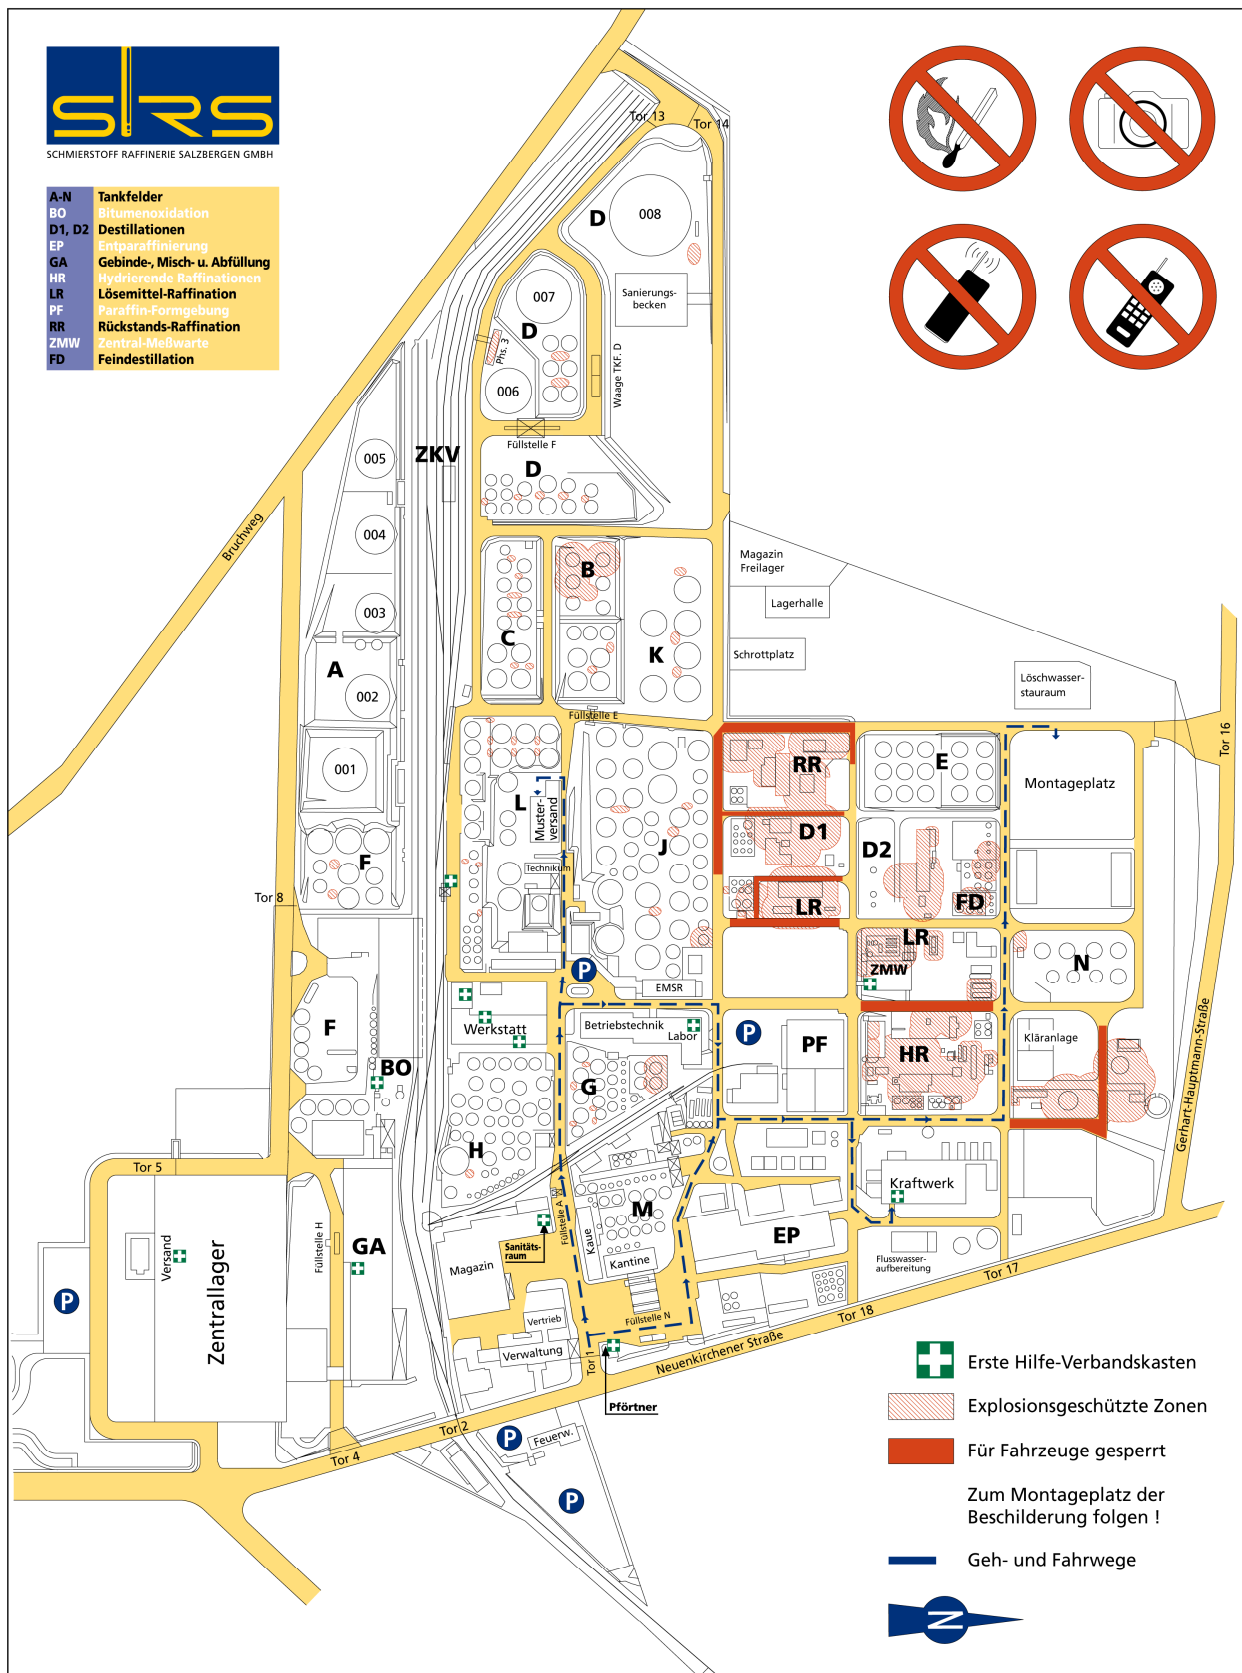 SRS
SCHMIERSTOFF RAFFINERIE SALZBERGEN GMBH
A-N Tankfelder
BO Bitumenoxidation
D1, D2 Destillationen
EP Entparaffinierung
GA Gebinde-, Misch- u. Abfüllung
HR Hydrierende Raffinationen
LR Lösemittel-Raffination
PF Paraffin-Formgebung
RR Rückstands-Raffination
ZMW Zentral-Meßwarte
FD Feindestillation
Tor 13
Tor 14
D
008
007
Sanierungs-
becken
D
Phs. 3
006
Waage TKF. D
Füllstelle F
ZKV
D
005
004
Bruchweg
003
A
002
001
B
C
K
Magazin
Freilager
Lagerhalle
Schrottplatz
Löschwasser-
stauraum
Füllstelle E
Tor 16
RR
E
Montageplatz
L
Muster-
versand
D1
D2
J
F
Technikum
Tor 8
LR
FD
LR
ZMW
N
P
EMSR
F
Werkstatt
Betriebstechnik
Labor
P
PF
HR
Kläranlage
BO
G
Gerhart-Hauptmann-Straße
H
Tor 5
Kraftwerk
M
Füllstelle A
Kaue
EP
Sanitäts-
raum
Kantine
Flusswasser-
aufbereitung
Versand
Zentrallager
Füllstelle H
GA
Magazin
Tor 17
P
Vertrieb
Füllstelle N
Tor 18
Verwaltung
Tor 1
Neuenkirchener Straße
Pförtner
Tor 2
Tor 4
P
Feuerw.
P
Erste Hilfe-Verbandskasten
Explosionsgeschützte Zonen
Für Fahrzeuge gesperrt
Zum Montageplatz der
Beschilderung folgen !
Geh- und Fahrwege
N